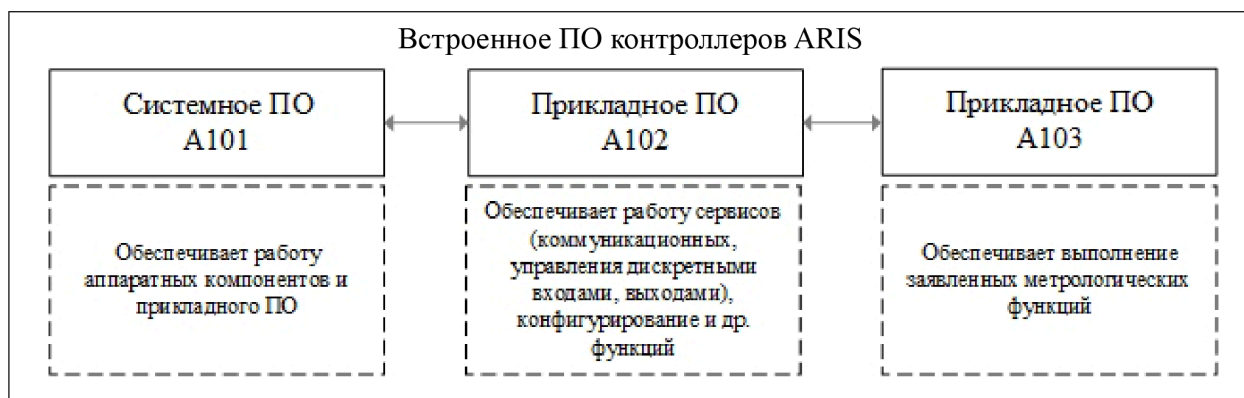 Встроенное ПО контроллеров ARIS
Системное ПО
А101
Прикладное ПО
А102
Прикладное ПО
А103
Обеспечивает работу
аппаратных компонентов и
прикладного ПО
Обеспечивает работу сервисов
(коммуникационных,
управления дискретными
входами, выходами),
конфигурирование и др.
функций
Обеспечивает выполнение
заявленных метрологических
функций